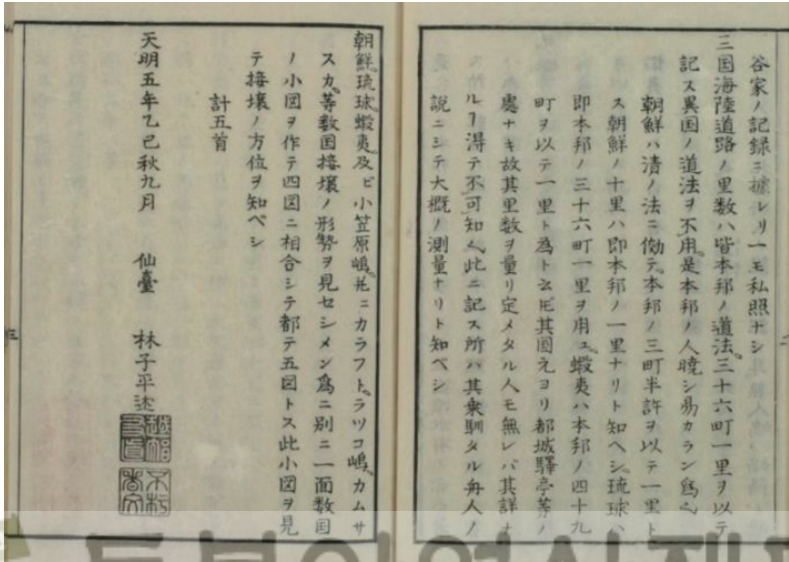 谷家ノ記録ニ據レリ一モ私照ナシ
三国海陸道路ノ里数ハ皆本邦ノ道法三十六町一里ヲ以テ
記ス異国ノ道法ヲ不用是本邦ノ人曉シ易カラン為也
朝鮮ハ清ノ法ニ傚テ本邦ノ三町半許ヲ以テ一里ト
ス朝鮮ノ十里ハ即本邦ノ一里ナリト知ヘシ琉球ハ
即本邦ノ三十六町一里ヲ用ユ蝦夷ハ本邦ノ四十九
町ヲ以テ一里ト為ト云𪜈其国元ヨリ都城驛亭等ノ
處ナキ故其里数ヲ量リ定メタル人モ無レバ其詳ナ
ルヿ得テ不可知也此ニ記ス所ハ其乗馴タル舟人ノ
説ニシテ大概ノ測量ナリト知ベシ
朝鮮琉球蝦夷及ビ小笠原嶋並ニカラフトラツコ嶋カムサ
スカ等数国接壌ノ形勢ヲ見セシメン為ニ別ニ一面数国
ノ小図ヲ作テ四図ニ相合シテ都テ五図トス此小図ヲ見
テ接壌ノ方位ヲ知ベシ
計五首
天明五年乙巳秋九月 仙臺 林子平述
三